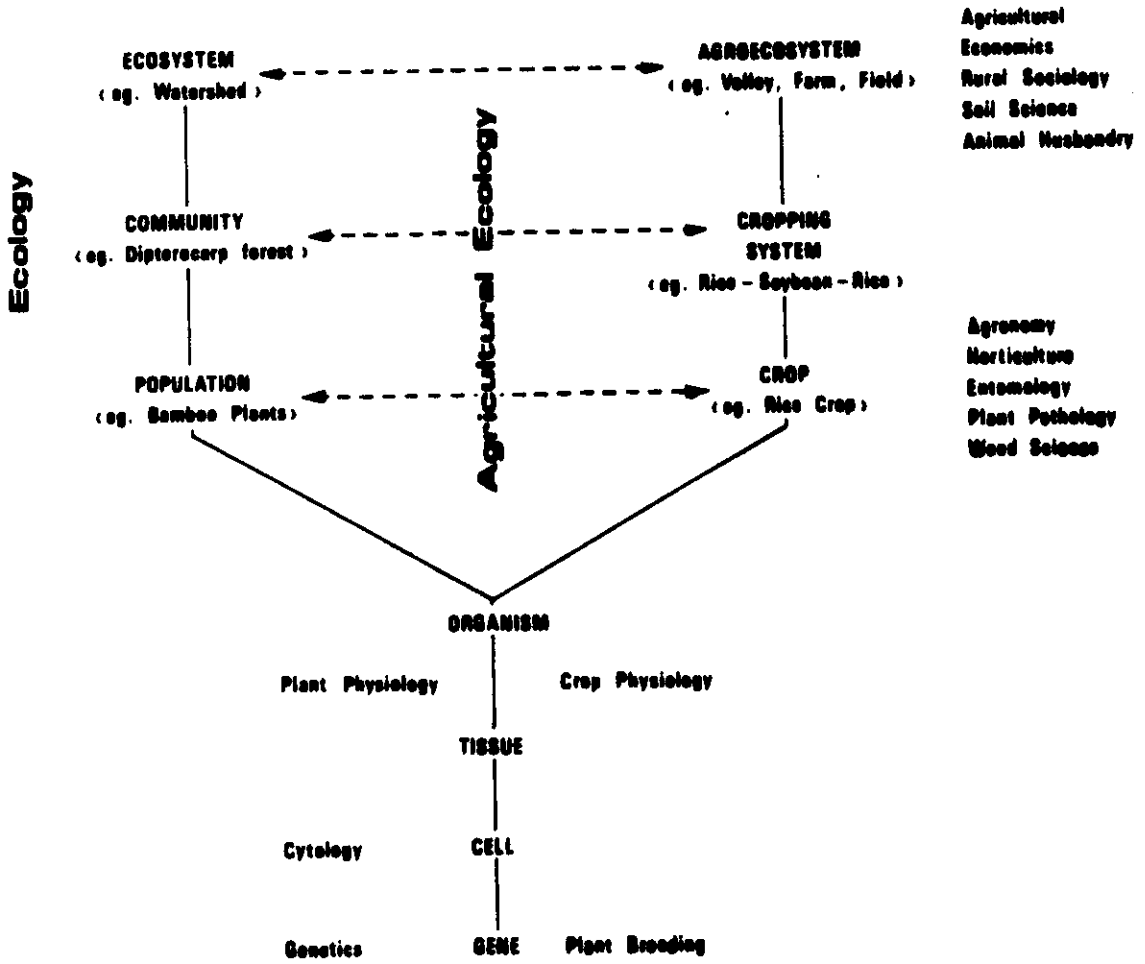 Agricultural
Economics
Rural Sociology
Soil Science
Animal Husbandry
ECOSYSTEM
(eg. Watershed)
AGROECOSYSTEM
(eg. Valley, Farm, Field)
Ecology
Agricultural Ecology
COMMUNITY
(eg. Dipterocarp forest)
CROPPING
SYSTEM
(eg. Rice-Soybean-Rice)
POPULATION
(eg. Bamboo Plants)
CROP
(eg. Rice Crop)
Agronomy
Horticulture
Entomology
Plant Pathology
Weed Science
ORGANISM
Plant Physiology
Crop Physiology
TISSUE
Cytology
CELL
Genetics
GENE
Plant Breeding